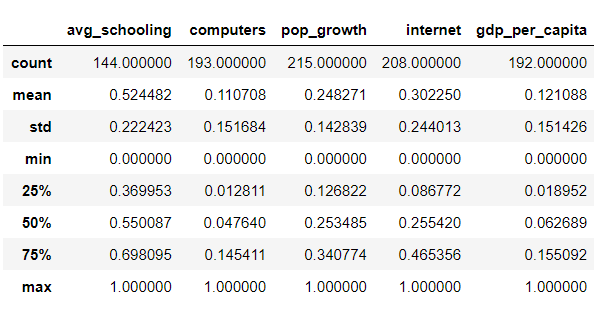 avg_schooling computers pop_growth internet gdp_per_capita
count 144.000000 193.000000 215.000000 208.000000 192.000000
mean 0.524482 0.110708 0.248271 0.302250 0.121088
std 0.222423 0.151684 0.142839 0.244013 0.151426
min 0.000000 0.000000 0.000000 0.000000 0.000000
25% 0.369953 0.012811 0.126822 0.086772 0.018952
50% 0.550087 0.047640 0.253485 0.255420 0.062689
75% 0.698095 0.145411 0.340774 0.465356 0.155092
max 1.000000 1.000000 1.000000 1.000000 1.000000